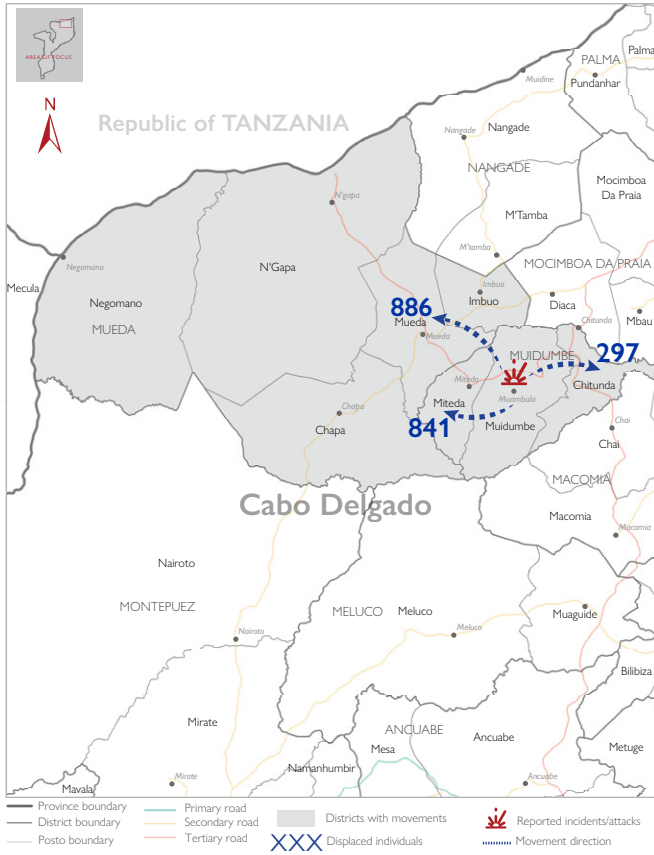 AREA OF FOCUS
N
Republic of TANZANIA
PALMA
Palma
Pundanhar
Muidine
Nangade
Nangade
NANGADE
Mocimboa
Da Praia
N'gapa
M'Tamba
M'tamba
MOCIMBOA DA PRAIA
Negomano
N'Gapa
Mecula
Imbuo
Imbuo
Diaca
Negomano
MUEDA
886
Mueda
Mueda
Chitunda
Mbau
MUIDUMBE
297
Miteda
Chitunda
Muambula
Miteda
Chapa
841
Muidumbe
Chapa
Chai
Chai
MACOMIA
Cabo Delgado
Macomia
Macomia
Nairoto
MONTEPUEZ
MELUCO
Meluco
Muaguide
Nairoto
Meluco
Bilibiza
Mirate
ANCUABE
Ancuabe
Mesa
Metuge
Namanhumbir
Mirate
Ancuabe
Mavala
Province boundary
District boundary
Posto boundary
Primary road
Secondary road
Tertiary road
Districts with movements
XXX Displaced individuals
Reported incidents/attacks
Movement direction